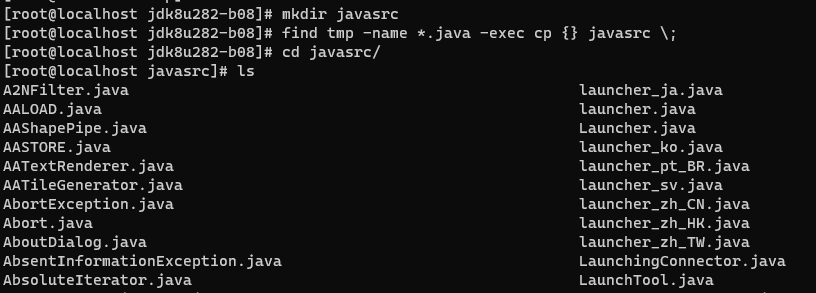 [root@localhost jdk8u282-b08]# mkdir javasrc
[root@localhost jdk8u282-b08]# find tmp -name *.java -exec cp {} javasrc \;
[root@localhost jdk8u282-b08]# cd javasrc/
[root@localhost javasrc]# ls
A2NFilter.java launcher_ja.java
AALOAD.java launcher.java
AAShapePipe.java Launcher.java
AASTORE.java launcher_ko.java
AATextRenderer.java launcher_pt_BR.java
AATileGenerator.java launcher_sv.java
AbortException.java launcher_zh_CN.java
Abort.java launcher_zh_HK.java
AboutDialog.java launcher_zh_TW.java
AbsentInformationException.java LaunchingConnector.java
AbsoluteIterator.java LaunchTool.java